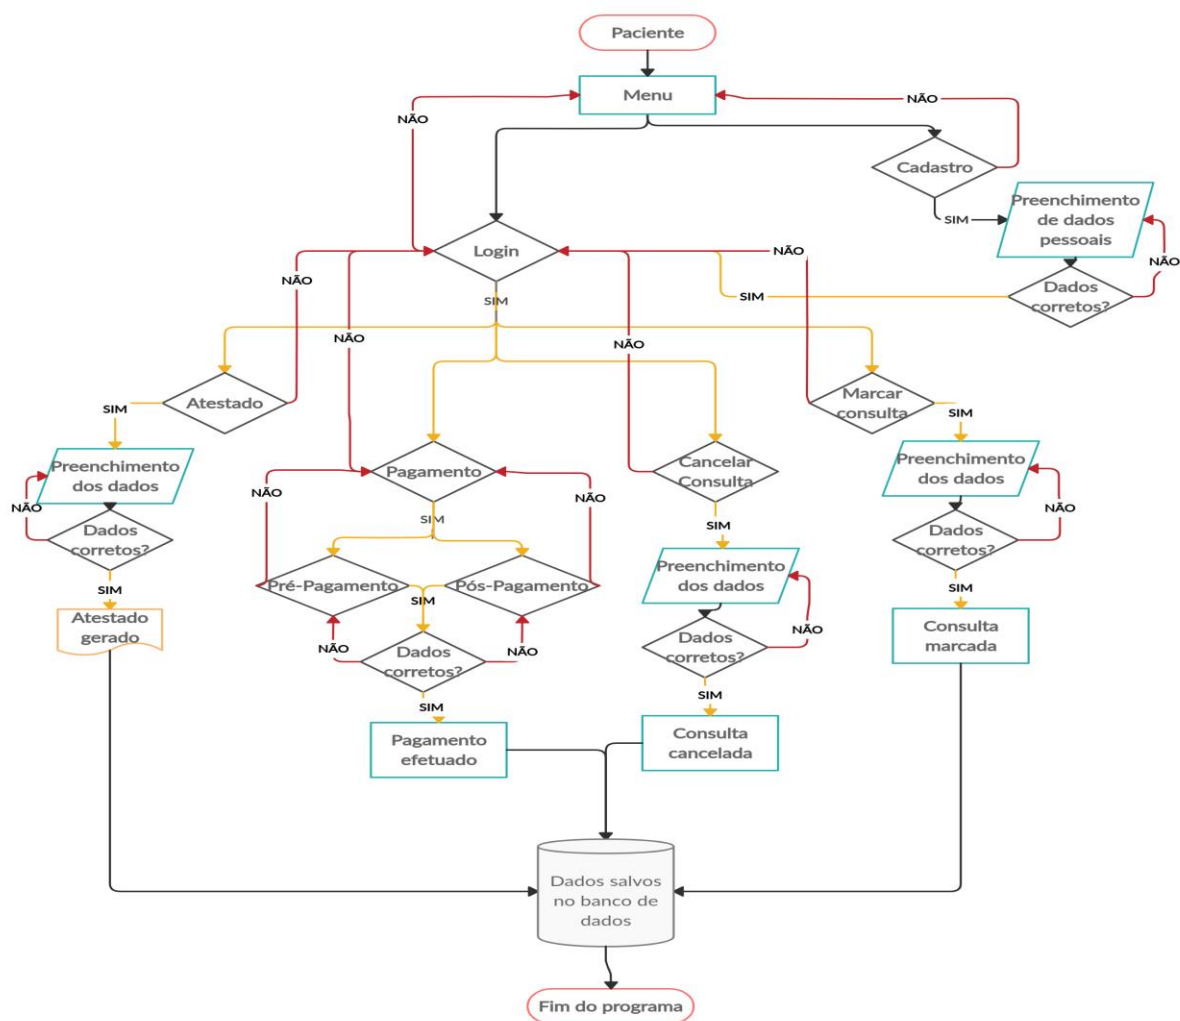 Paciente
Menu
NÃO
NÃO
Cadastro
SIM
Preenchimento
de dados
pessoais
NÃO
Dados
corretos?
SIM
Login
NÃO
NÃO
SIM
NÃO
NÃO
Atestado
SIM
Marcar
consulta
SIM
Preenchimento
dos dados
NÃO
Dados
corretos?
SIM
Atestado
gerado
Pagamento
NÃO
NÃO
SIM
Pré-Pagamento
Pós-Pagamento
SIM
NÃO
NÃO
Dados
corretos?
SIM
Pagamento
efetuado
Cancelar
Consulta
SIM
Preenchimento
dos dados
NÃO
Dados
corretos?
SIM
Consulta
cancelada
Preenchimento
dos dados
NÃO
Dados
corretos?
SIM
Consulta
marcada
Dados salvos
no banco de
dados
Fim do programa